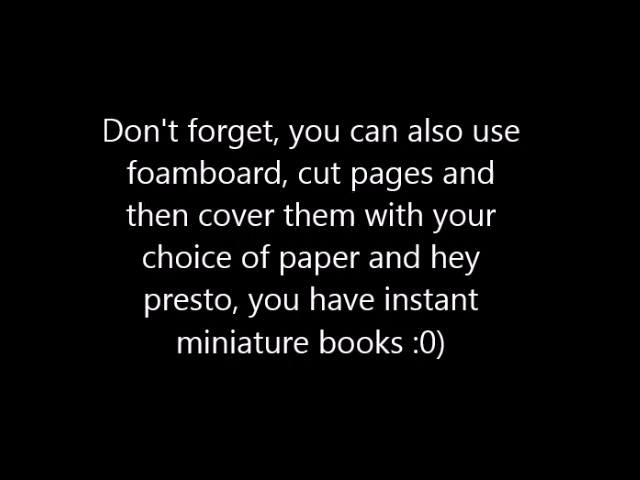 Don't forget, you can also use
foamboard, cut pages and
then cover them with your
choice of paper and hey
presto, you have instant
miniature books :0)